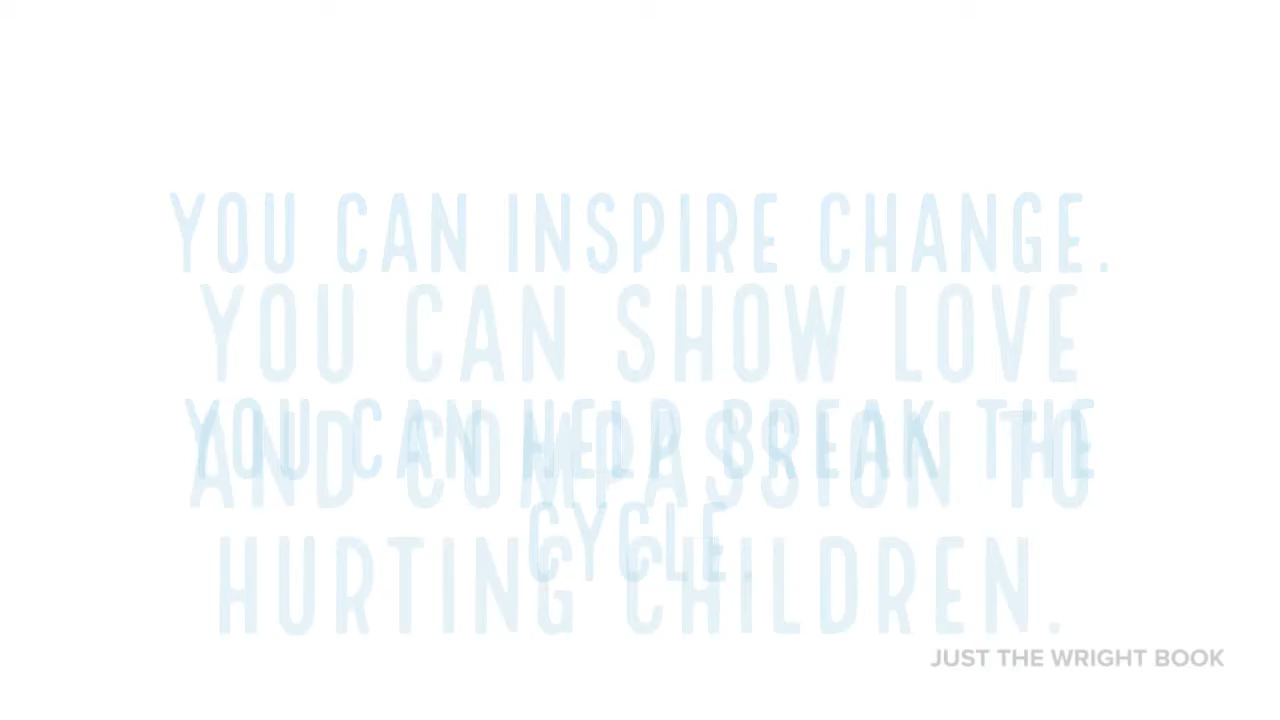 YOU CAN INSPIRE CHANGE.
YOU CAN SHOW LOVE
YOU CAN HELP BREAK THE
AND COMPASSION TO
CYCLE.
HURTING CHILDREN.
JUST THE WRIGHT BOOK